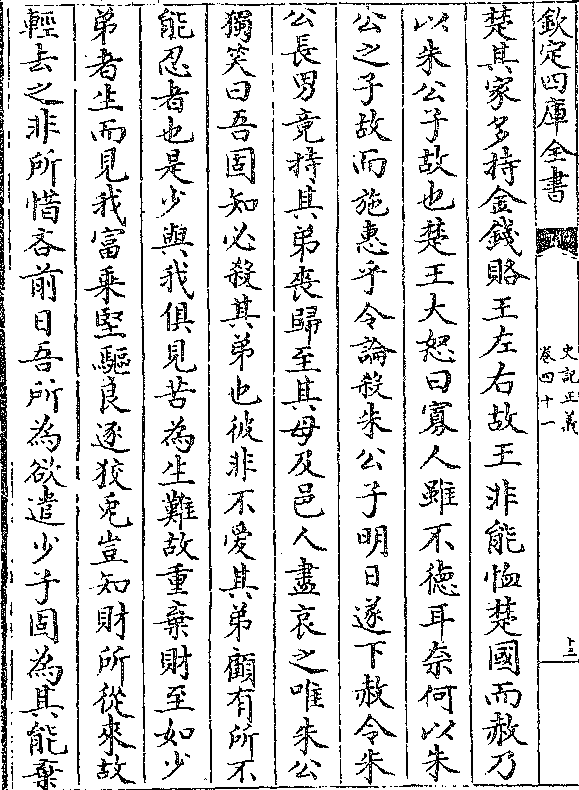 欽定四庫全書
史記正義
卷四十一
十三
楚其家多持金錢賂王左右故王非能恤楚國而赦乃
以朱公子故也楚王大怒曰寡人雖不徳耳奈何以朱
公之子故而施惠乎令論殺朱公子明日遂下赦令朱
公長男竟持其弟喪歸至其母及邑人盡哀之唯朱公
獨笑曰吾固知必殺其弟也彼非不愛其弟顧有所不
能忍者也是少與我俱見苦為生難故重棄財至如少
弟者生而見我富乗堅驅良逐狡兎豈知財所從來故
輕去之非所惜吝前日吾所為欲遣少子固為其能棄